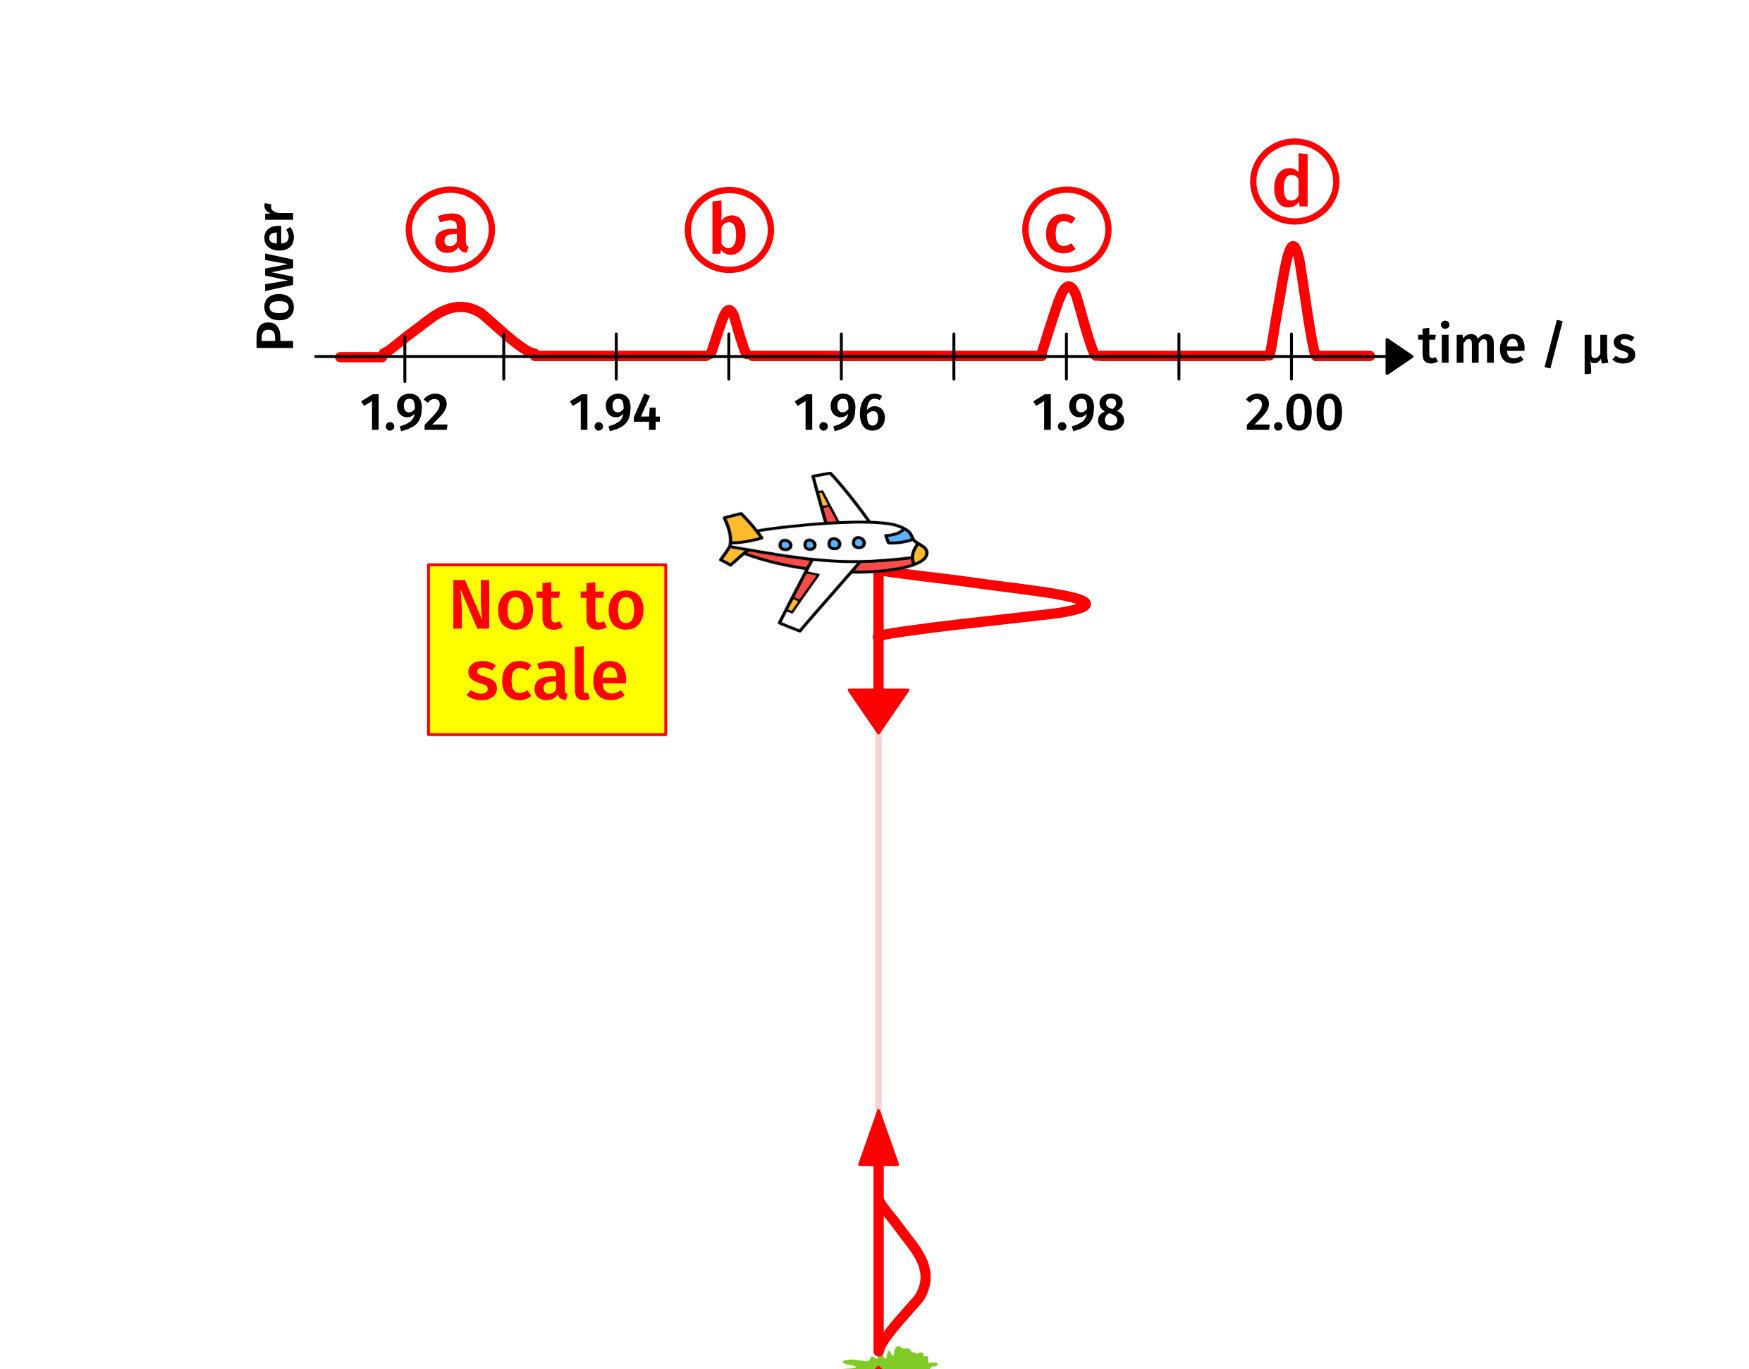 a
b
c
d
Power
time / µs
1.92
1.94
1.96
1.98
2.00
Not to
scale